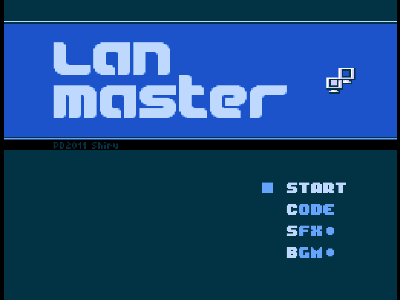 Lan
master
PD2011 Shiru
START
CODE
SFX
BGM